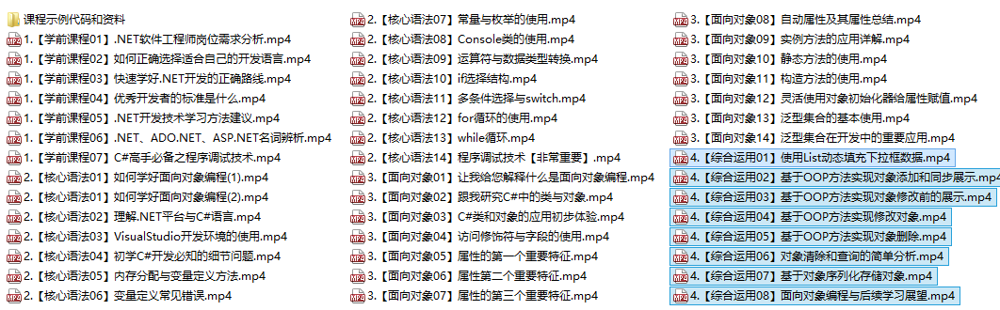 课程示例代码和资料
1.【学前课程01】.NET软件工程师岗位需求分析.mp4
1.【学前课程02】如何正确选择适合自己的开发语言.mp4
1.【学前课程03】快速学好.NET开发的正确路线.mp4
1.【学前课程04】优秀开发者的标准是什么.mp4
1.【学前课程05】.NET开发技术学习方法建议.mp4
1.【学前课程06】.NET、ADO.NET、ASP.NET名词辨析.mp4
1.【学前课程07】C#高手必备之程序调试技术.mp4
2.【核心语法01】如何学好面向对象编程(1).mp4
2.【核心语法01】如何学好面向对象编程(2).mp4
2.【核心语法02】理解.NET平台与C#语言.mp4
2.【核心语法03】VisualStudio开发环境的使用.mp4
2.【核心语法04】初学C#开发必知的细节问题.mp4
2.【核心语法05】内存分配与变量定义方法.mp4
2.【核心语法06】变量定义常见错误.mp4
2.【核心语法07】常量与枚举的使用.mp4
2.【核心语法08】Console类的使用.mp4
2.【核心语法09】运算符与数据类型转换.mp4
2.【核心语法10】if选择结构.mp4
2.【核心语法11】多条件选择与switch.mp4
2.【核心语法12】for循环的使用.mp4
2.【核心语法13】while循环.mp4
2.【核心语法14】程序调试技术【非常重要】.mp4
3.【面向对象01】让我给您解释什么是面向对象编程.mp4
3.【面向对象02】跟我研究C#中的类与对象.mp4
3.【面向对象03】C#类和对象的应用初步体验.mp4
3.【面向对象04】访问修饰符与字段的使用.mp4
3.【面向对象05】属性的第一个重要特征.mp4
3.【面向对象06】属性第二个重要特征.mp4
3.【面向对象07】属性的第三个重要特征.mp4
3.【面向对象08】自动属性及其属性总结.mp4
3.【面向对象09】实例方法的应用详解.mp4
3.【面向对象10】静态方法的使用.mp4
3.【面向对象11】构造方法的使用.mp4
3.【面向对象12】灵活使用对象初始化器给属性赋值.mp4
3.【面向对象13】泛型集合的基本使用.mp4
3.【面向对象14】泛型集合在开发中的重要应用.mp4
4.【综合运用01】使用List动态填充下拉框数据.mp4
4.【综合运用02】基于OOP方法实现对象添加和同步展示.mp4
4.【综合运用03】基于OOP方法实现对象修改前的展示.mp4
4.【综合运用04】基于OOP方法实现修改对象.mp4
4.【综合运用05】基于OOP方法实现对象删除.mp4
4.【综合运用06】对象清除和查询的简单分析.mp4
4.【综合运用07】基于对象序列化存储对象.mp4
4.【综合运用08】面向对象编程与后续学习展望.mp4